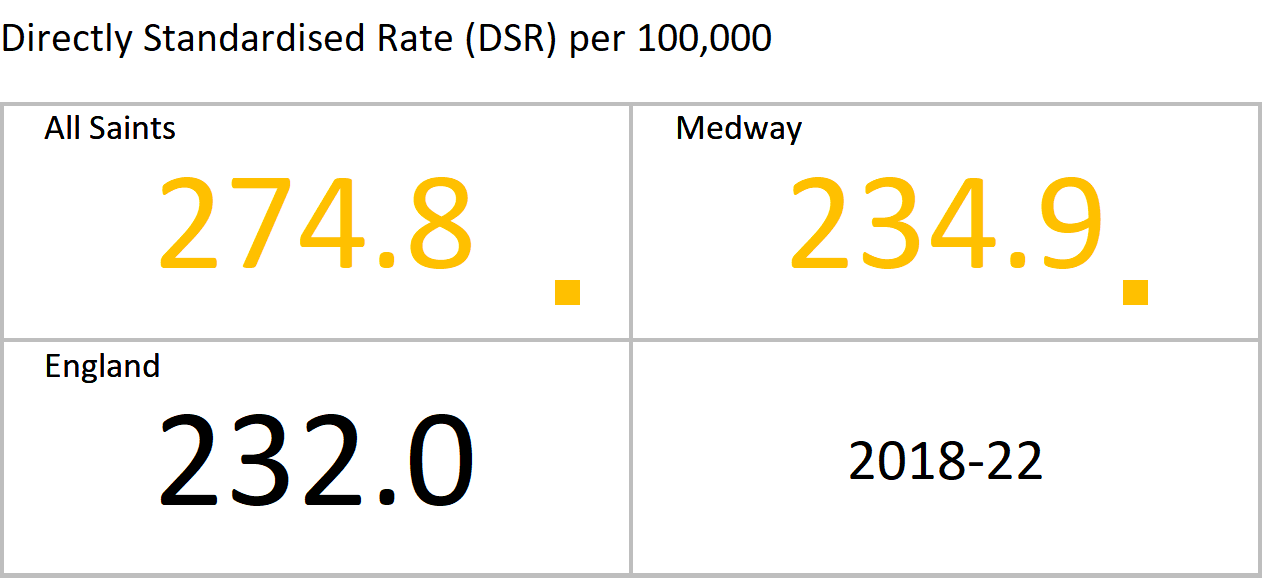 Directly Standardised Rate (DSR) per 100,000
All Saints
274.8
Medway
234.9
England
232.0
2018-22